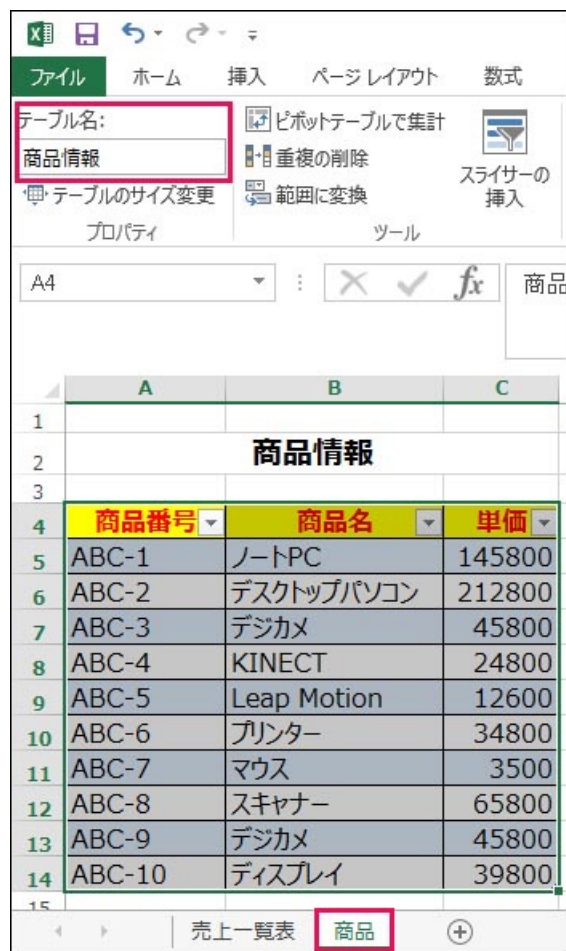 ファイル ホーム 挿入 ページ レイアウト 数式
テーブル名:
商品情報
テーブルのサイズ変更
プロパティ
ピボットテーブルで集計
重複の削除
範囲に変換
ツール
スライサーの
挿入
A4 fx 商品
A B C
1
2 商品情報
3
4 商品番号 商品名 単価
5 ABC-1 ノートPC 145800
6 ABC-2 デスクトップパソコン 212800
7 ABC-3 デジカメ 45800
8 ABC-4 KINECT 24800
9 ABC-5 Leap Motion 12600
10 ABC-6 プリンター 34800
11 ABC-7 マウス 3500
12 ABC-8 スキャナー 65800
13 ABC-9 デジカメ 45800
14 ABC-10 ディスプレイ 39800
15
売上一覧表 商品